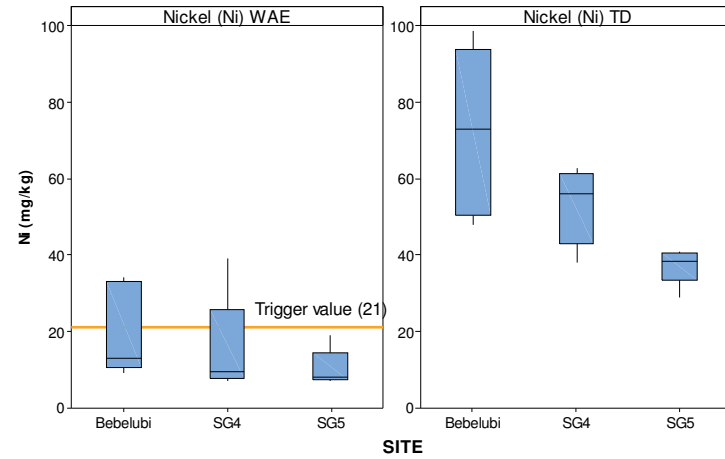 Nickel (Ni) WAE
Nickel (Ni) TD
100
80
60
40
20
0
Ni (mg/kg)
Trigger value (21)
100
80
60
40
20
0
Bebelubi SG4 SG5
Bebelubi SG4 SG5
SITE